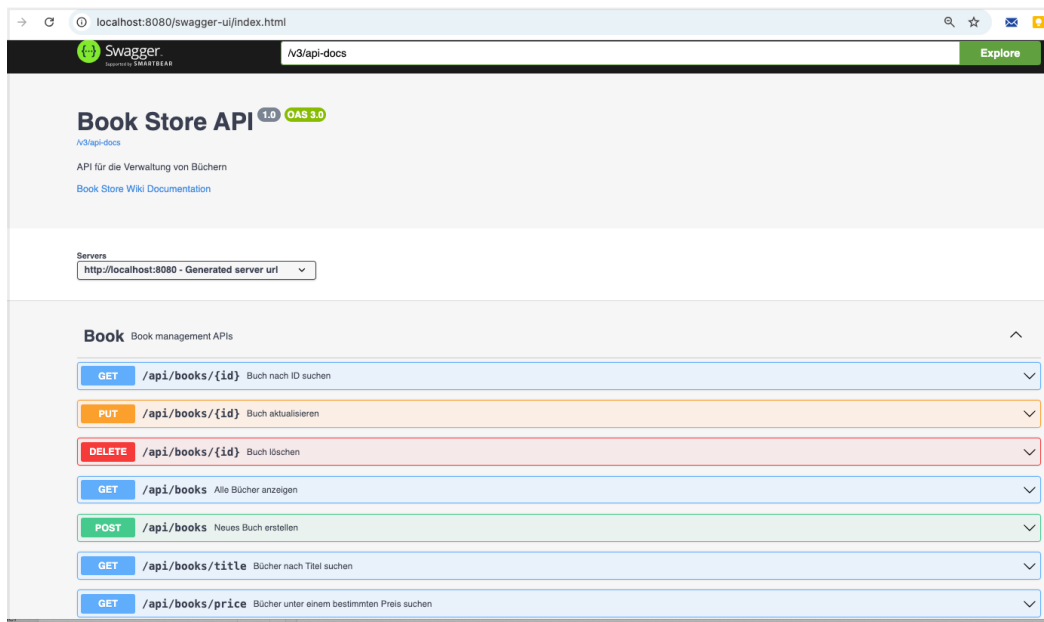 localhost:8080/swagger-ui/index.html
Swagger.
Supported by SMARTBEAR
/v3/api-docs
Explore
Book Store API 1.0 OAS 3.0
/v3/api-docs
API für die Verwaltung von Büchern
Book Store Wiki Documentation
Servers
http://localhost:8080 - Generated server url
Book Book management APIs
GET /api/books/{id} Buch nach ID suchen
PUT /api/books/{id} Buch aktualisieren
DELETE /api/books/{id} Buch löschen
GET /api/books Alle Bücher anzeigen
POST /api/books Neues Buch erstellen
GET /api/books/title Bücher nach Titel suchen
GET /api/books/price Bücher unter einem bestimmten Preis suchen